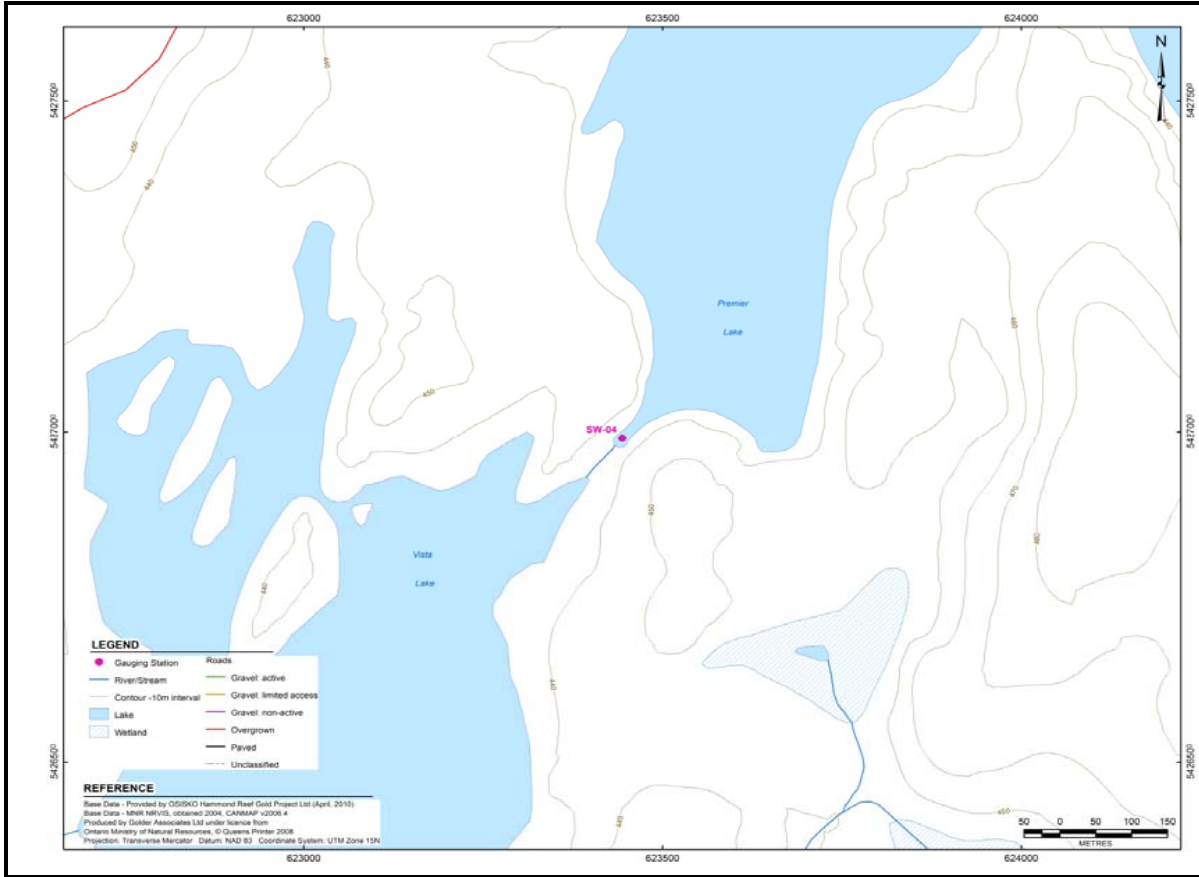 623000
623500
624000
N
5427500
5427500
440
440
450
440
460
Premier
Lake
450
SW-04
5427000
5427000
450
470
480
Vista
Lake
440
440
LEGEND
Gauging Station
River/Stream
Contour -10m interval
Lake
Wetland
Roads
Gravel: active
Gravel: limited access
Gravel: non-active
Overgrown
Paved
Unclassified
5426500
5426500
REFERENCE
Base Data - Provided by OSISKO Hammond Reef Gold Project Ltd (April, 2010)
Base Data - MNR NRVIS, obtained 2004, CANMAP v2006.4
Produced by Golder Associates Ltd under licence from
Ontario Ministry of Natural Resources, © Queens Printer 2008
Projection: Transverse Mercator Datum: NAD 83 Coordinate System: UTM Zone 15N
440
450
50 0 50 100 150
METRES
623000
623500
624000